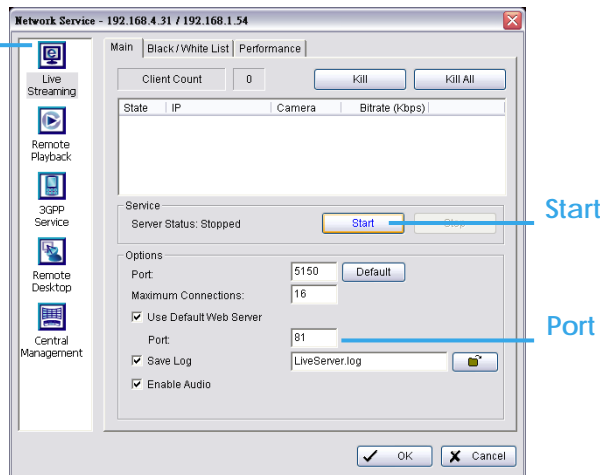 Network Service - 192.168.4.31 / 192.168.1.54
Live
Streaming
Remote
Playback
3GPP
Service
Remote
Desktop
Central
Management
Main Black/White List Performance
Client Count 0 Kill Kill All
State IP Camera Bitrate (Kbps)
Service
Server Status: Stopped Start Stop
Start
Options
Port: 5150 Default
Maximum Connections: 16
Use Default Web Server
Port: 81
Port
Save Log LiveServer.log
Enable Audio
OK Cancel